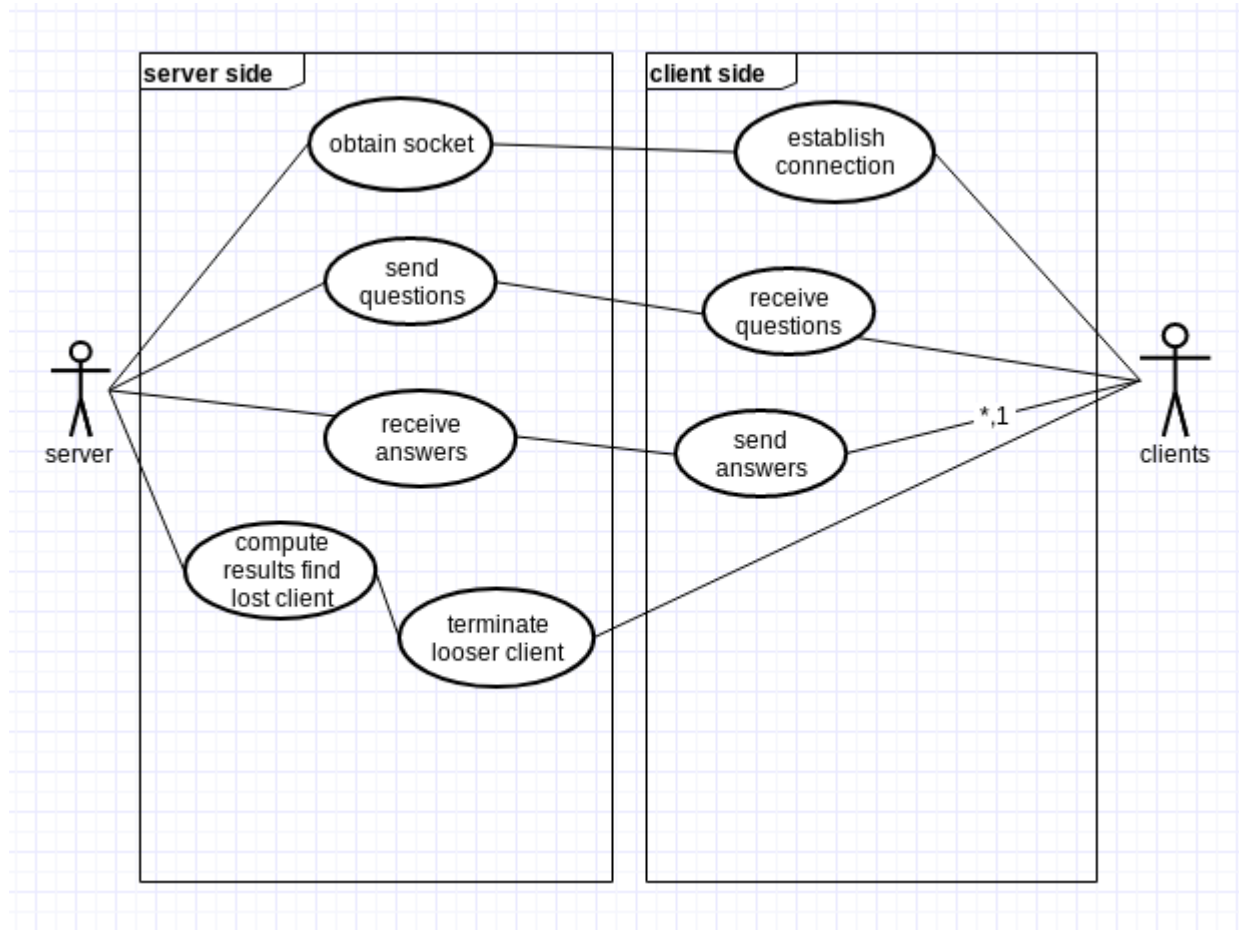 server side
client side
obtain socket
establish
connection
send
questions
receive
questions
receive
answers
send
answers
*,1
server
clients
compute
results find
lost client
terminate
looser client